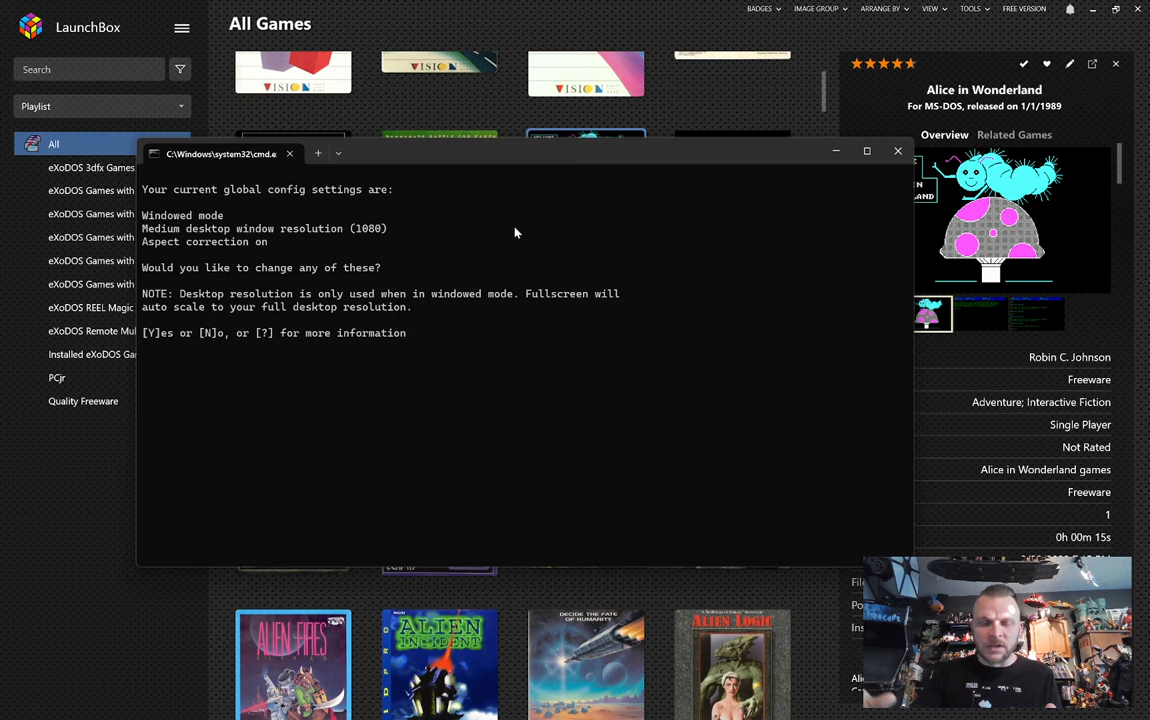 LaunchBox
All Games
BADGES
IMAGE GROUP
ARRANGE BY
VIEW
TOOLS
FREE VERSION
Search
Playlist
All
eXoDOS 3dfx Games
eXoDOS Games with
eXoDOS Games with
eXoDOS Games with
eXoDOS Games with
eXoDOS Games with
eXoDOS REEL Magic
eXoDOS Remote Mul
Installed eXoDOS Ga
PCjr
Quality Freeware
VISION
VISION
VISION
C:\Windows\system32\cmd.e
Your current global config settings are:
Windowed mode
Medium desktop window resolution (1080)
Aspect correction on
Would you like to change any of these?
NOTE: Desktop resolution is only used when in windowed mode. Fullscreen will
auto scale to your full desktop resolution.
[Y]es or [N]o, or [?] for more information
Alice in Wonderland
For MS-DOS, released on 1/1/1989
Overview
Related Games
Robin C. Johnson
Freeware
Adventure; Interactive Fiction
Single Player
Not Rated
Alice in Wonderland games
Freeware
1
0h 00m 15s
ALIEN FIRES
ALIEN
INCIDENT
DECIDE THE FATE
OF HUMANITY
ALIEN LOGIC